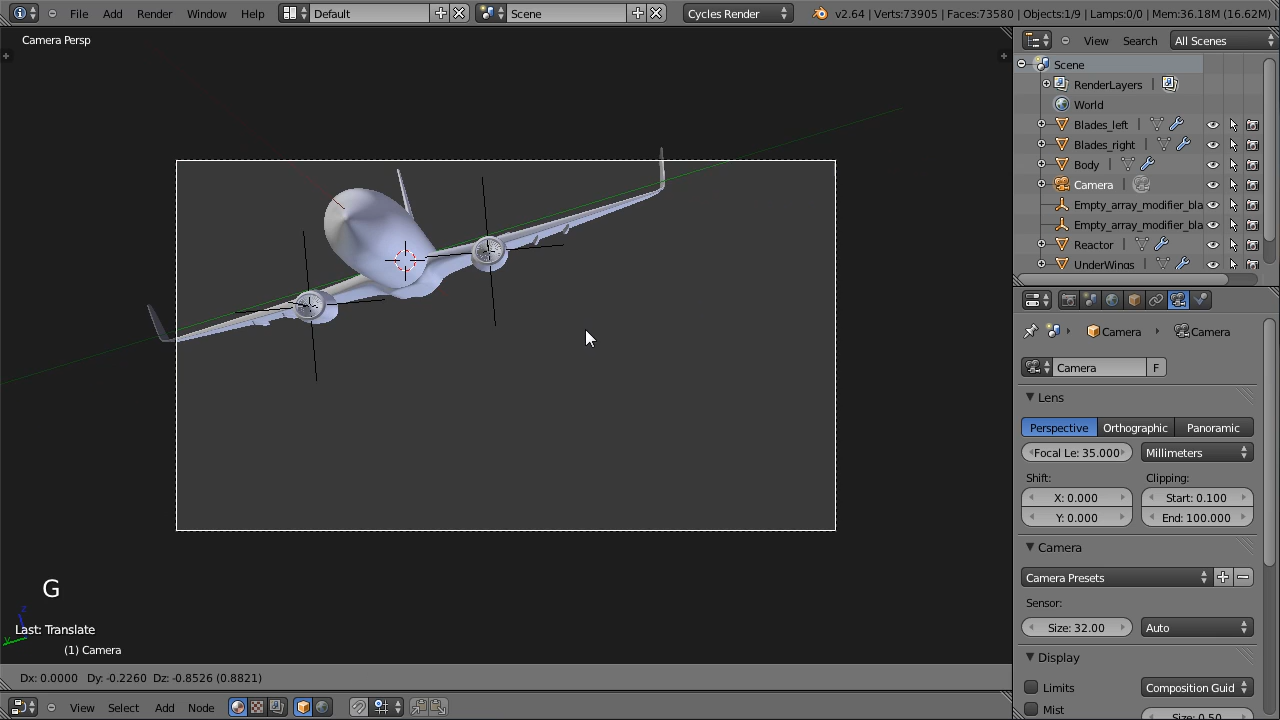 File Add Render Window Help Default Scene Cycles Render v2.64 | Verts:73905 | Faces:73580 | Objects:1/9 | Lamps:0/0 | Mem:36.18M (16.62M) |
Camera Persp
View Search All Scenes
Scene
RenderLayers
World
Blades_left
Blades_right
Body
Camera
Empty_array_modifier_bla
Empty_array_modifier_bla
Reactor
UnderWings
Camera Camera
Camera F
Lens
Perspective Orthographic Panoramic
Focal Le: 35.000 Millimeters
Shift: Clipping:
X: 0.000 Start: 0.100
Y: 0.000 End: 100.000
Camera
Camera Presets
Sensor:
Size: 32.00 Auto
Display
Limits Composition Guid
Mist
Size: 0.50
G
z
y
Last: Translate
(1) Camera
Dx: 0.0000 Dy: -0.2260 Dz: -0.8526 (0.8821)
View Select Add Node